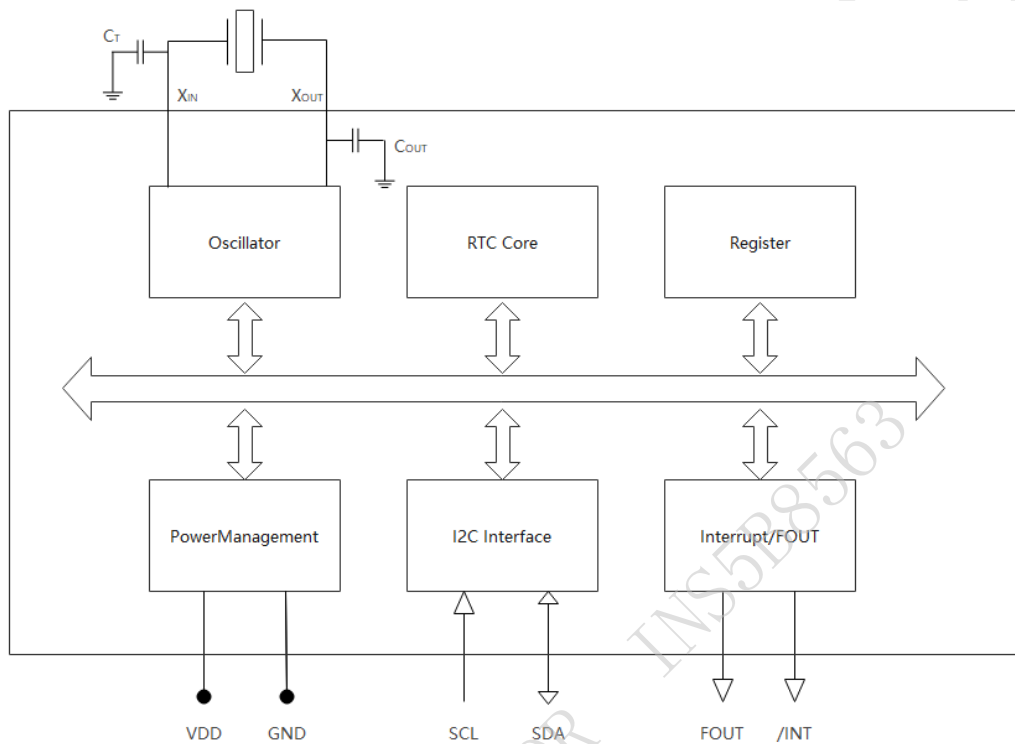 CT
XIN
XOUT
COUT
Oscillator
RTC Core
Register
PowerManagement
I2C Interface
Interrupt/FOUT
INS5B8563
VDD
GND
SCL
SDA
FOUT
/INT